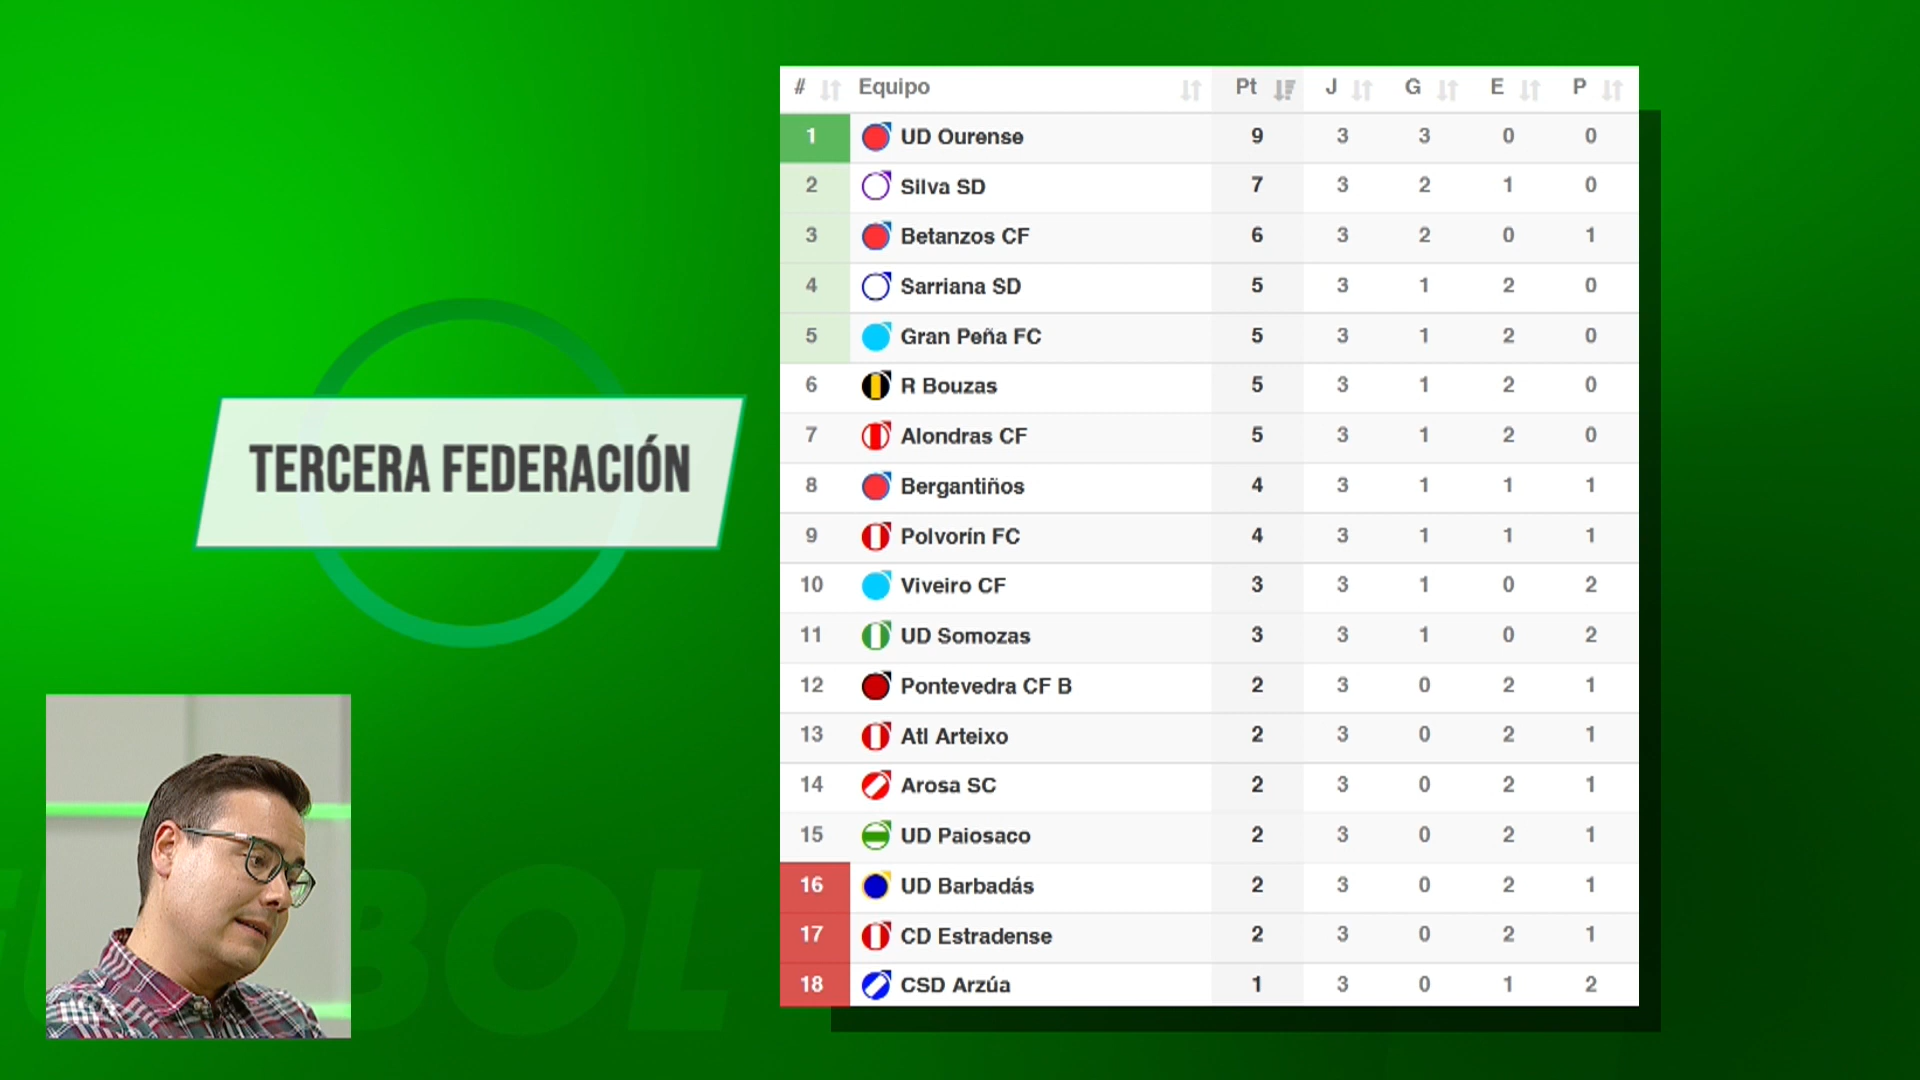 # Equipo Pt J G E P
1 UD Ourense 9 3 3 0 0
2 Silva SD 7 3 2 1 0
3 Betanzos CF 6 3 2 0 1
4 Sarriana SD 5 3 1 2 0
5 Gran Peña FC 5 3 1 2 0
6 R Bouzas 5 3 1 2 0
7 Alondras CF 5 3 1 2 0
8 Bergantiños 4 3 1 1 1
9 Polvorín FC 4 3 1 1 1
10 Viveiro CF 3 3 1 0 2
11 UD Somozas 3 3 1 0 2
12 Pontevedra CF B 2 3 0 2 1
13 Atl Arteixo 2 3 0 2 1
14 Arosa SC 2 3 0 2 1
15 UD Paiosaco 2 3 0 2 1
16 UD Barbadás 2 3 0 2 1
17 CD Estradense 2 3 0 2 1
18 CSD Arzúa 1 3 0 1 2
TERCERA FEDERACIÓN